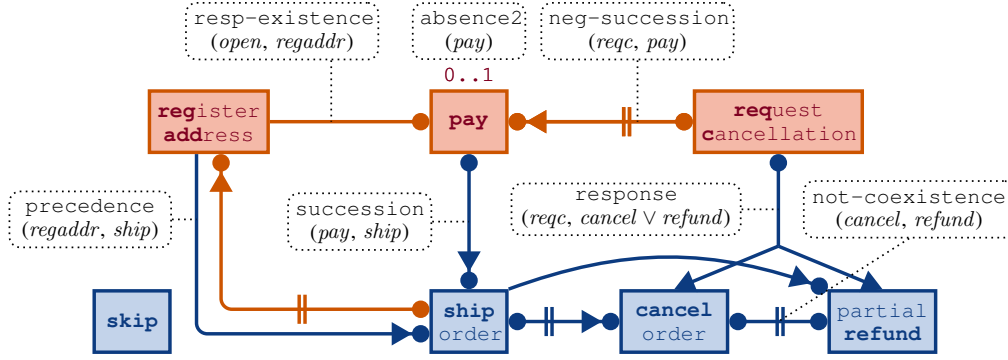 resp-existence
(open, regaddr)
absence2
(pay)
neg-succession
(reqc, pay)
0..1
register
address
pay
request
cancellation
precedence
(regaddr, ship)
succession
(pay, ship)
response
(reqc, cancel ∨ refund)
not-coexistence
(cancel, refund)
skip
ship
order
cancel
order
partial
refund